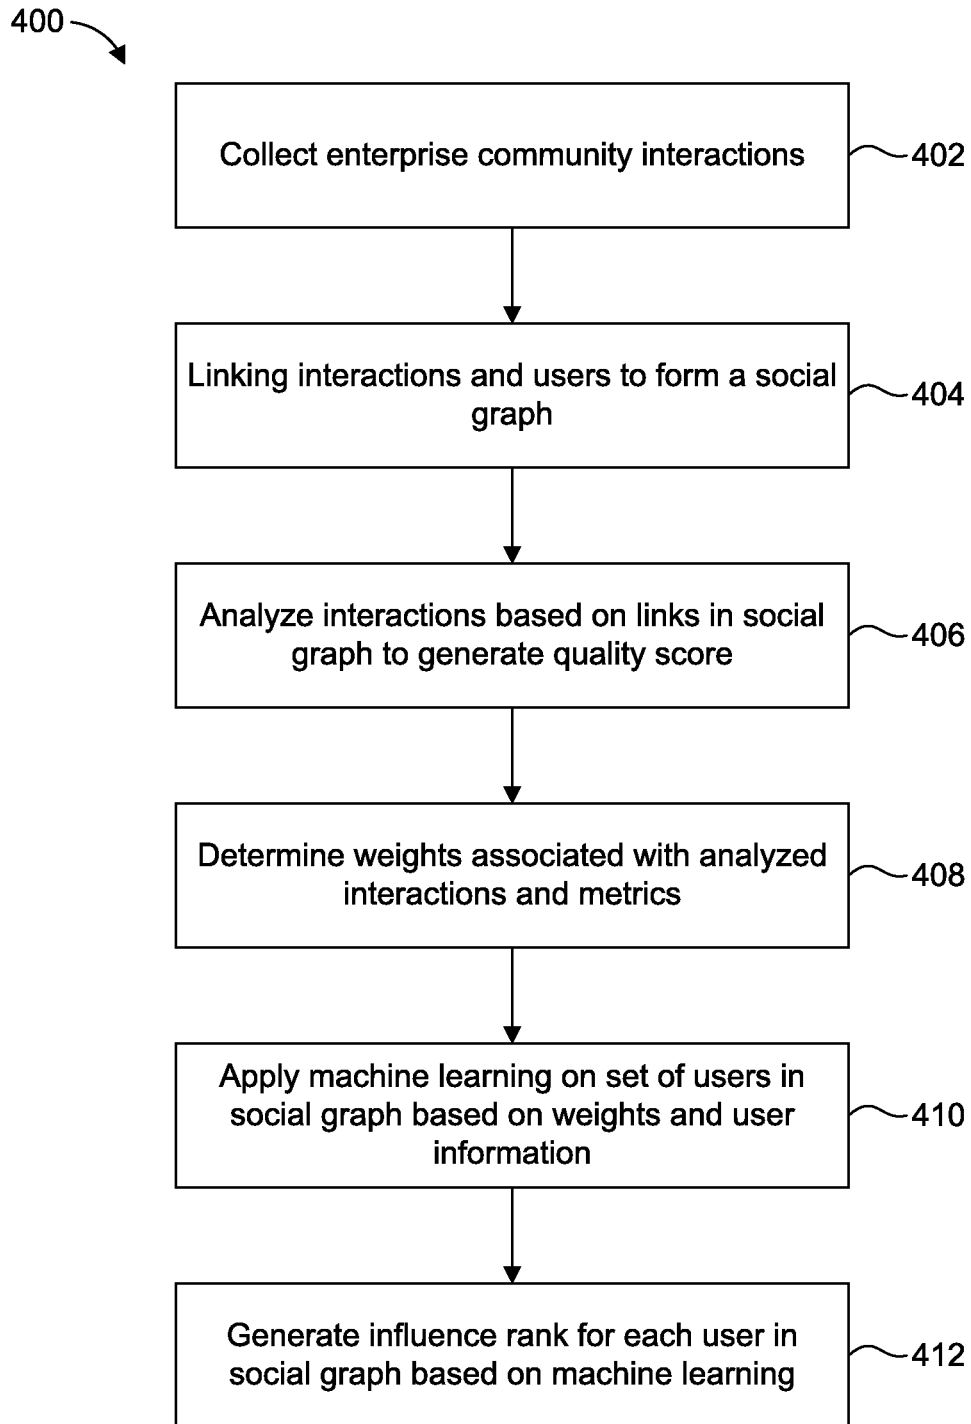 400
Collect enterprise community interactions
402
Linking interactions and users to form a social
graph
404
Analyze interactions based on links in social
graph to generate quality score
406
Determine weights associated with analyzed
interactions and metrics
408
Apply machine learning on set of users in
social graph based on weights and user
information
410
Generate influence rank for each user in
social graph based on machine learning
412